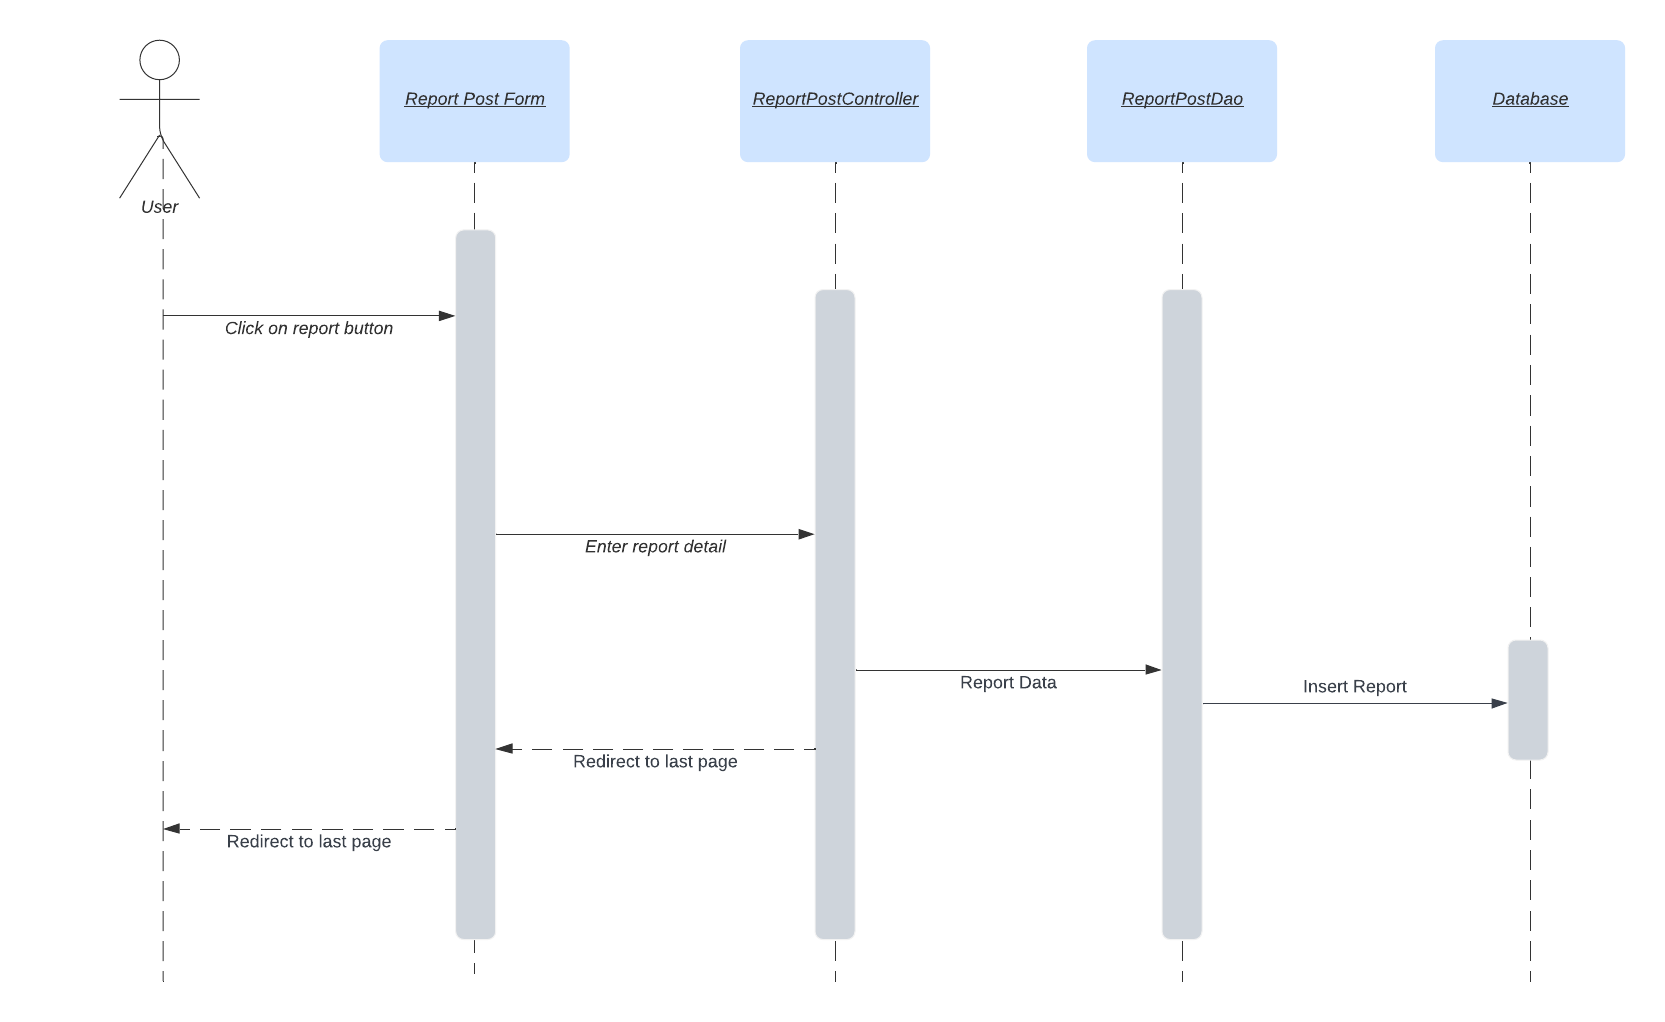 Report Post Form
ReportPostController
ReportPostDao
Database
User
Click on report button
Enter report detail
Report Data
Insert Report
Redirect to last page
Redirect to last page